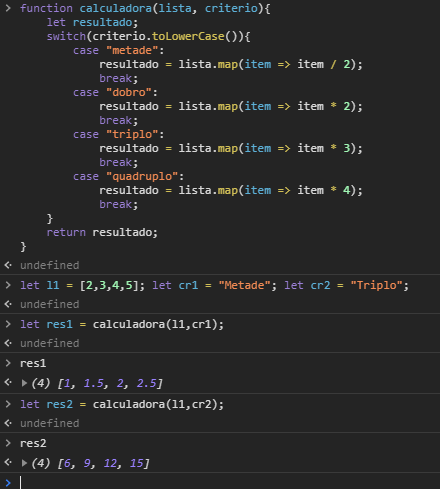 function calculadora(lista, criterio){
    let resultado;
    switch(criterio.toLowerCase()){
        case "metade":
            resultado = lista.map(item => item / 2);
            break;
        case "dobro":
            resultado = lista.map(item => item * 2);
            break;
        case "triplo":
            resultado = lista.map(item => item * 3);
            break;
        case "quadruplo":
            resultado = lista.map(item => item * 4);
            break;
    }
    return resultado;
}
undefined
let l1 = [2,3,4,5]; let cr1 = "Metade"; let cr2 = "Triplo";
undefined
let res1 = calculadora(l1,cr1);
undefined
res1
(4) [1, 1.5, 2, 2.5]
let res2 = calculadora(l1,cr2);
undefined
res2
(4) [6, 9, 12, 15]